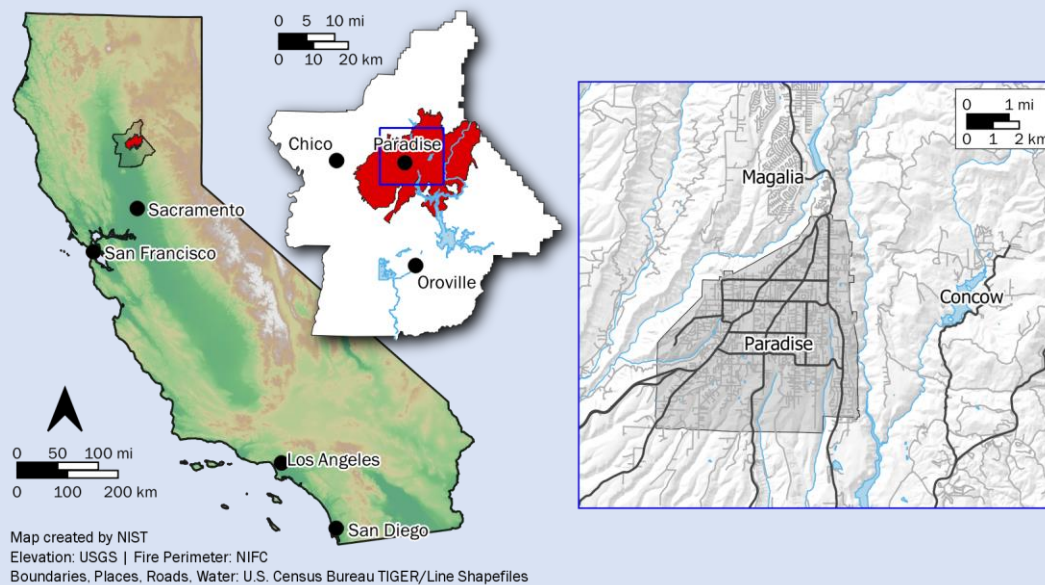 0 5 10 mi
0 10 20 km
Chico
Paradise
Oroville
Sacramento
San Francisco
0 50 100 mi
0 100 200 km
Los Angeles
San Diego
0 1 mi
0 1 2 km
Magalia
Concow
Paradise
Map created by NIST
Elevation: USGS | Fire Perimeter: NIFC
Boundaries, Places, Roads, Water: U.S. Census Bureau TIGER/Line Shapefiles